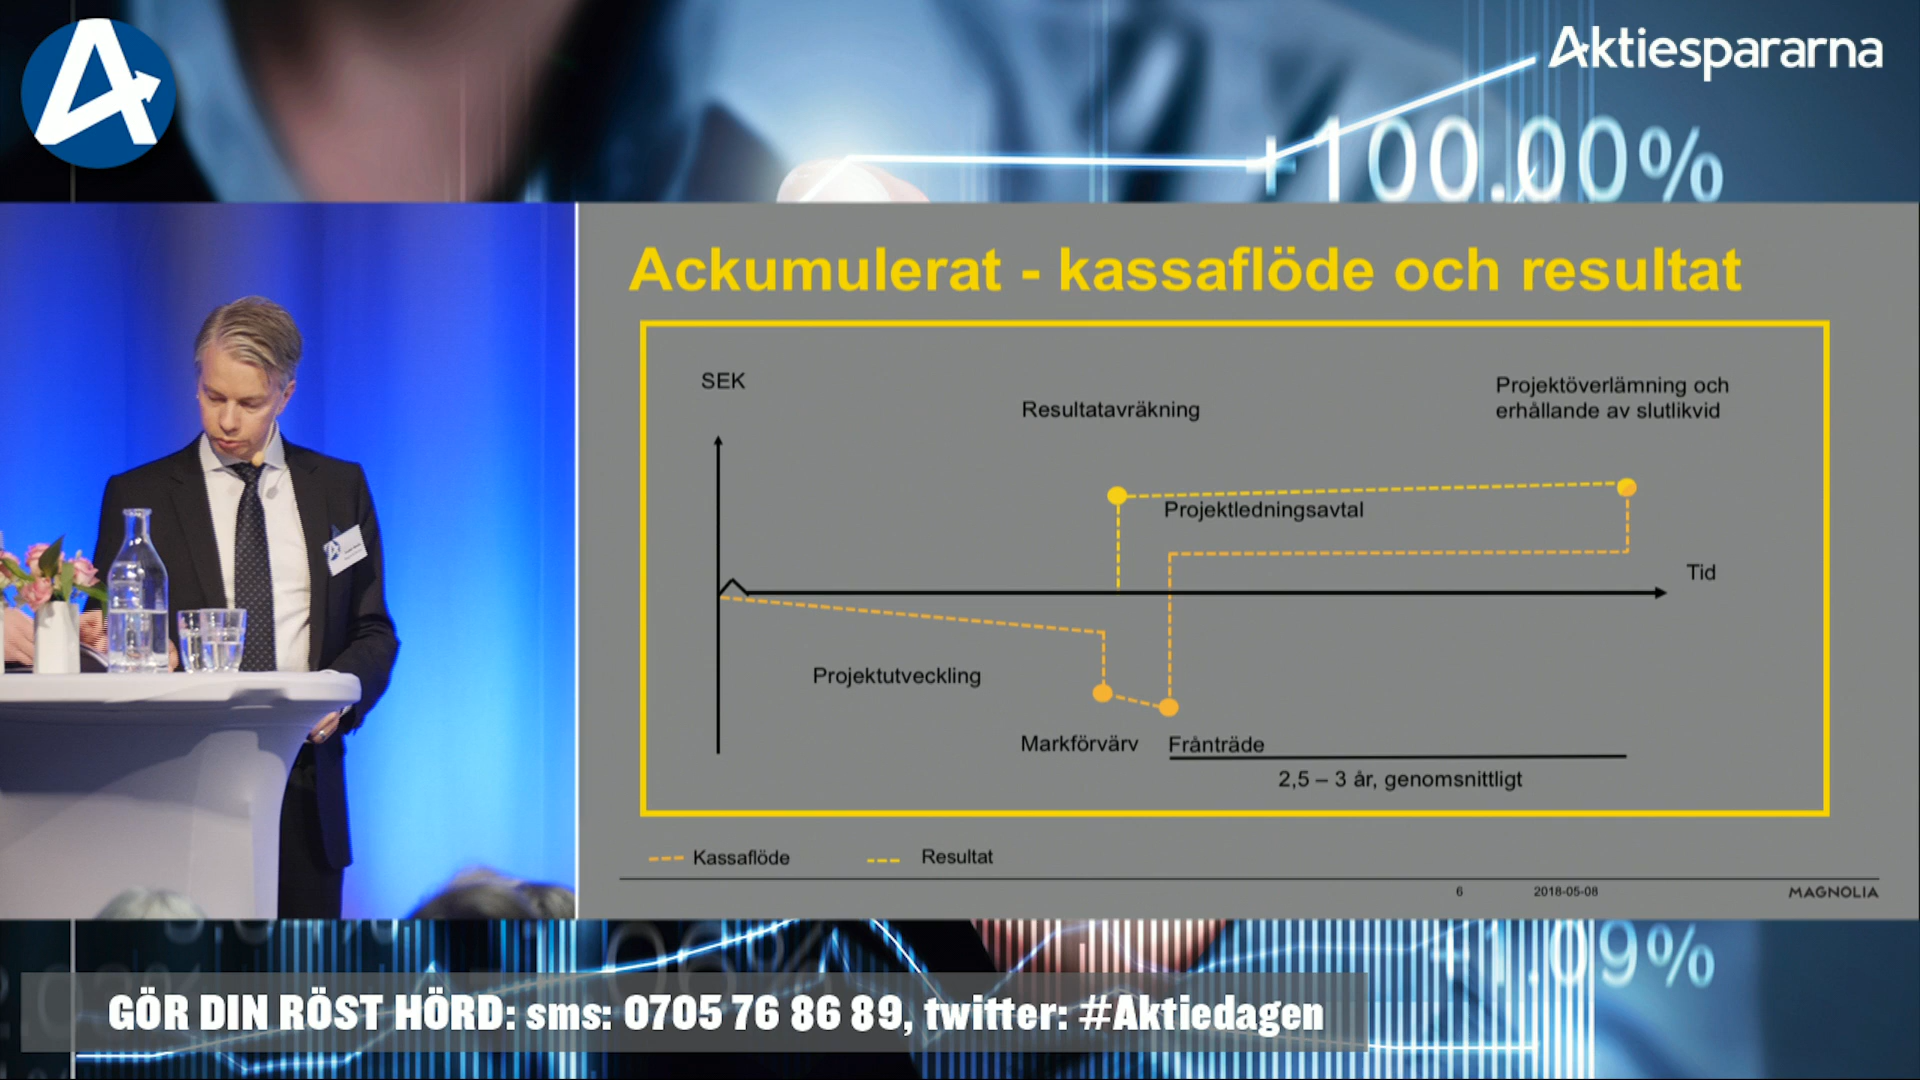 Aktiespararna
+100.00%
Ackumulerat - kassaflöde och resultat
SEK
Resultatavräkning
Projektöverlämning och
erhållande av slutlikvid
Projektledningsavtal
Tid
Projektutveckling
Markförvärv
Frånträde
2,5 – 3 år, genomsnittligt
Kassaflöde
Resultat
6
2018-05-08
MAGNOLIA
GÖR DIN RÖST HÖRD: sms: 0705 76 86 89, twitter: #Aktiedagen